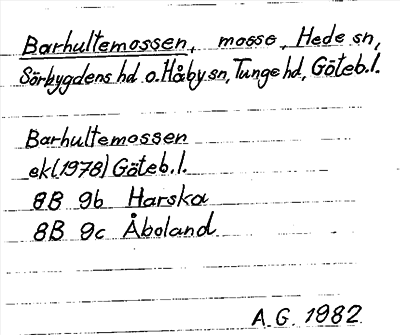 Barhultemossen, mosse, Hede sn,
Sörbygdens hd o. Håby sn, Tunge hd, Göteb.l.
Barhultemossen
ekl(1978) Göteb.l.
8B 9b Harska
8B 9c Åboland
A.G. 1982